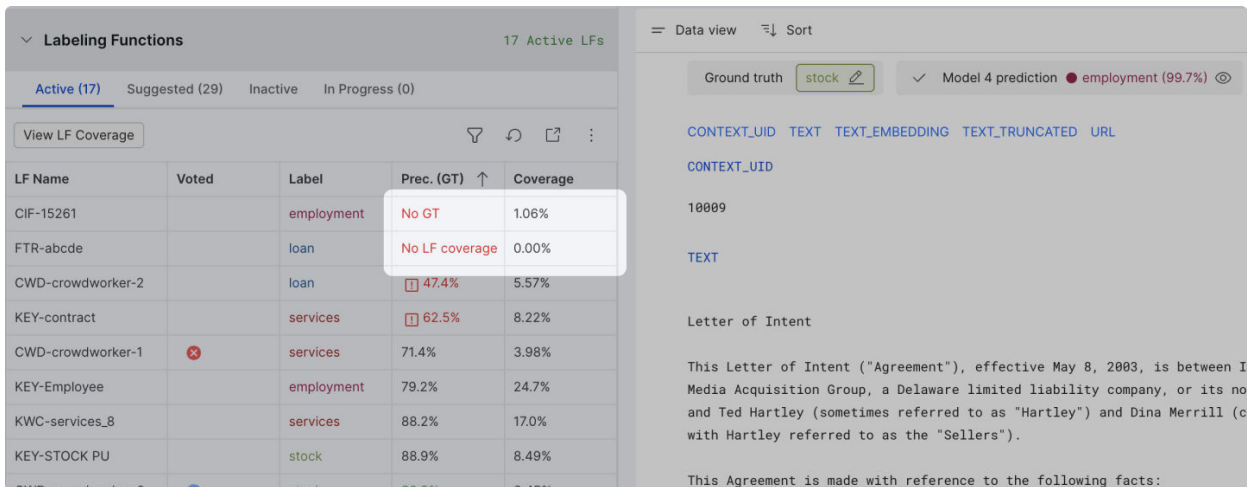 Labeling Functions 17 Active LFs
Active (17) Suggested (29) Inactive In Progress (0)
View LF Coverage
LF Name Voted Label Prec. (GT) ↑ Coverage
CIF-15261 employment No GT 1.06%
FTR-abcde loan No LF coverage 0.00%
CWD-crowdworker-2 loan 47.4% 5.57%
KEY-contract services 62.5% 8.22%
CWD-crowdworker-1 services 71.4% 3.98%
KEY-Employee employment 79.2% 24.7%
KWC-services_8 services 88.2% 17.0%
KEY-STOCK PU stock 88.9% 8.49%
Data view Sort
Ground truth stock Model 4 prediction employment (99.7%)
CONTEXT_UID TEXT TEXT_EMBEDDING TEXT_TRUNCATED URL
CONTEXT_UID
10009
TEXT
Letter of Intent
This Letter of Intent ("Agreement"), effective May 8, 2003, is between
Media Acquisition Group, a Delaware limited liability company, or its no
and Ted Hartley (sometimes referred to as "Hartley") and Dina Merrill (c
with Hartley referred to as the "Sellers").
This Agreement is made with reference to the following facts: